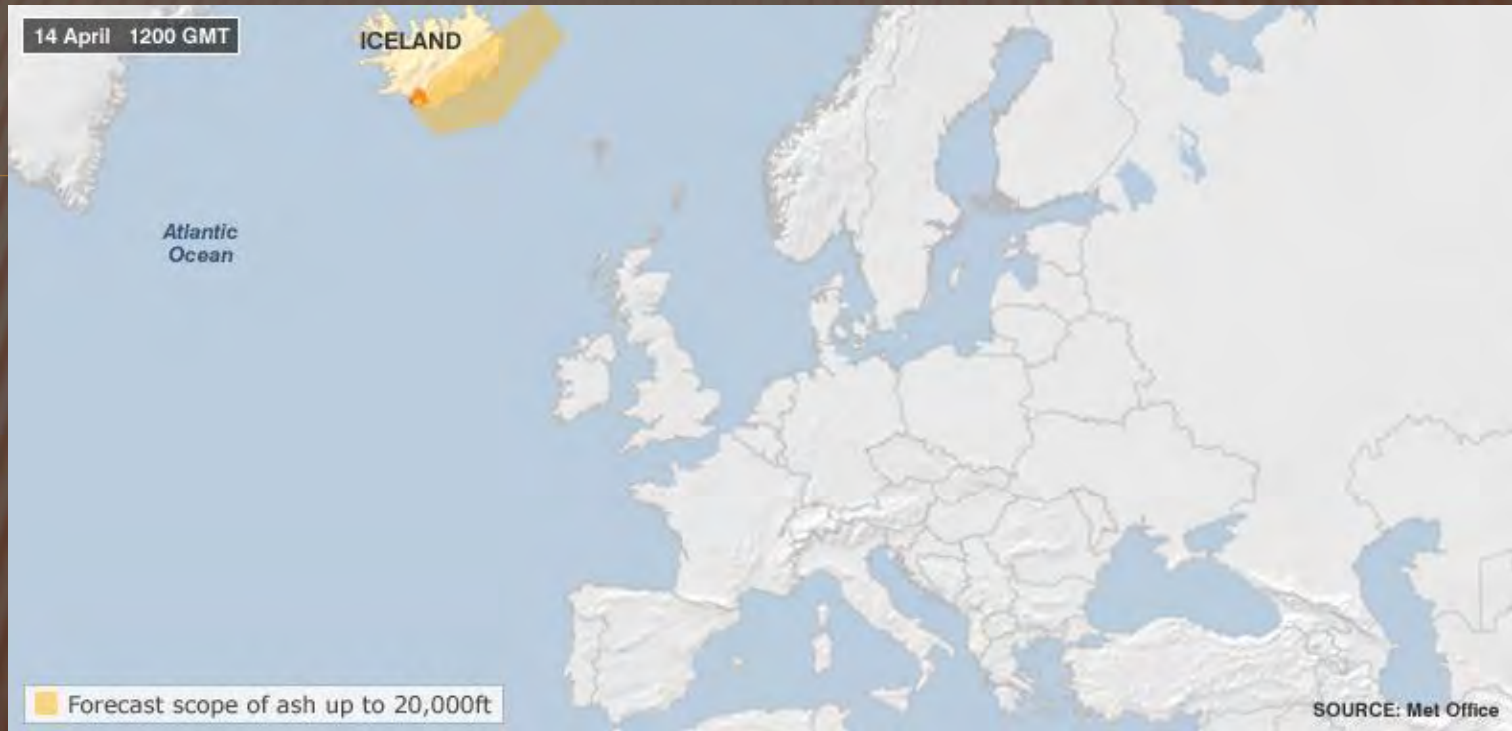 14 April 1200 GMT
ICELAND
Atlantic
Ocean
Forecast scope of ash up to 20,000ft
SOURCE: Met Office